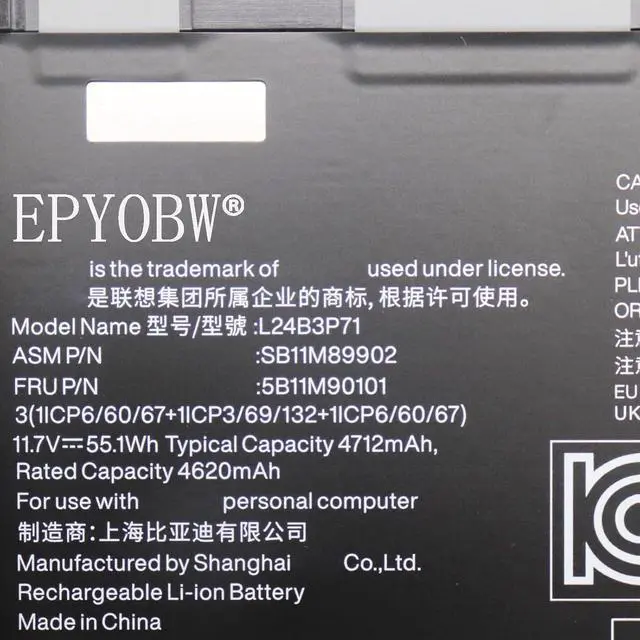 EPYOBW®
is the trademark of used under license.
是联想集团所属企业的商标, 根据许可使用。
Model Name 型号/型號 :L24B3P71
ASM P/N :SB11M89902
FRU P/N :5B11M90101
3(1ICP6/60/67+1ICP3/69/132+1ICP6/60/67)
11.7V⎓55.1Wh Typical Capacity 4712mAh,
Rated Capacity 4620mAh
For use with personal computer
制造商:上海比亚迪有限公司
Manufactured by Shanghai Co.,Ltd.
Rechargeable Li-ion Battery
Made in China
CA
Use
AT
L'u
PL
OR
注意
注意
EU
UK